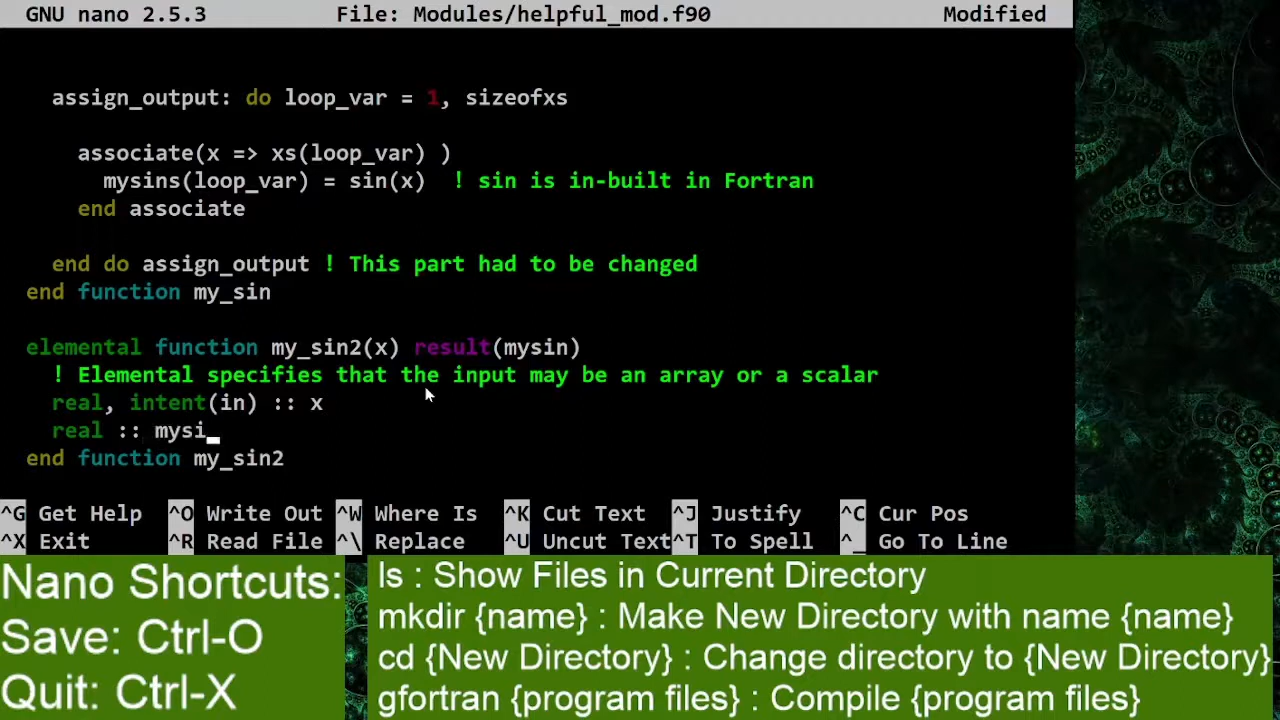 GNU nano 2.5.3 File: Modules/helpful_mod.f90 Modified
assign_output: do loop_var = 1, sizeofxs
associate(x => xs(loop_var) )
mysins(loop_var) = sin(x) ! sin is in-built in Fortran
end associate
end do assign_output ! This part had to be changed
end function my_sin
elemental function my_sin2(x) result(mysin)
! Elemental specifies that the input may be an array or a scalar
real, intent(in) :: x
real :: mysi_
end function my_sin2
^G Get Help ^O Write Out ^W Where Is ^K Cut Text ^J Justify ^C Cur Pos
^X Exit ^R Read File ^\ Replace ^U Uncut Text^T To Spell ^_ Go To Line
Nano Shortcuts:
Save: Ctrl-O
Quit: Ctrl-X
ls : Show Files in Current Directory
mkdir {name} : Make New Directory with name {name}
cd {New Directory} : Change directory to {New Directory}
gfortran {program files} : Compile {program files}